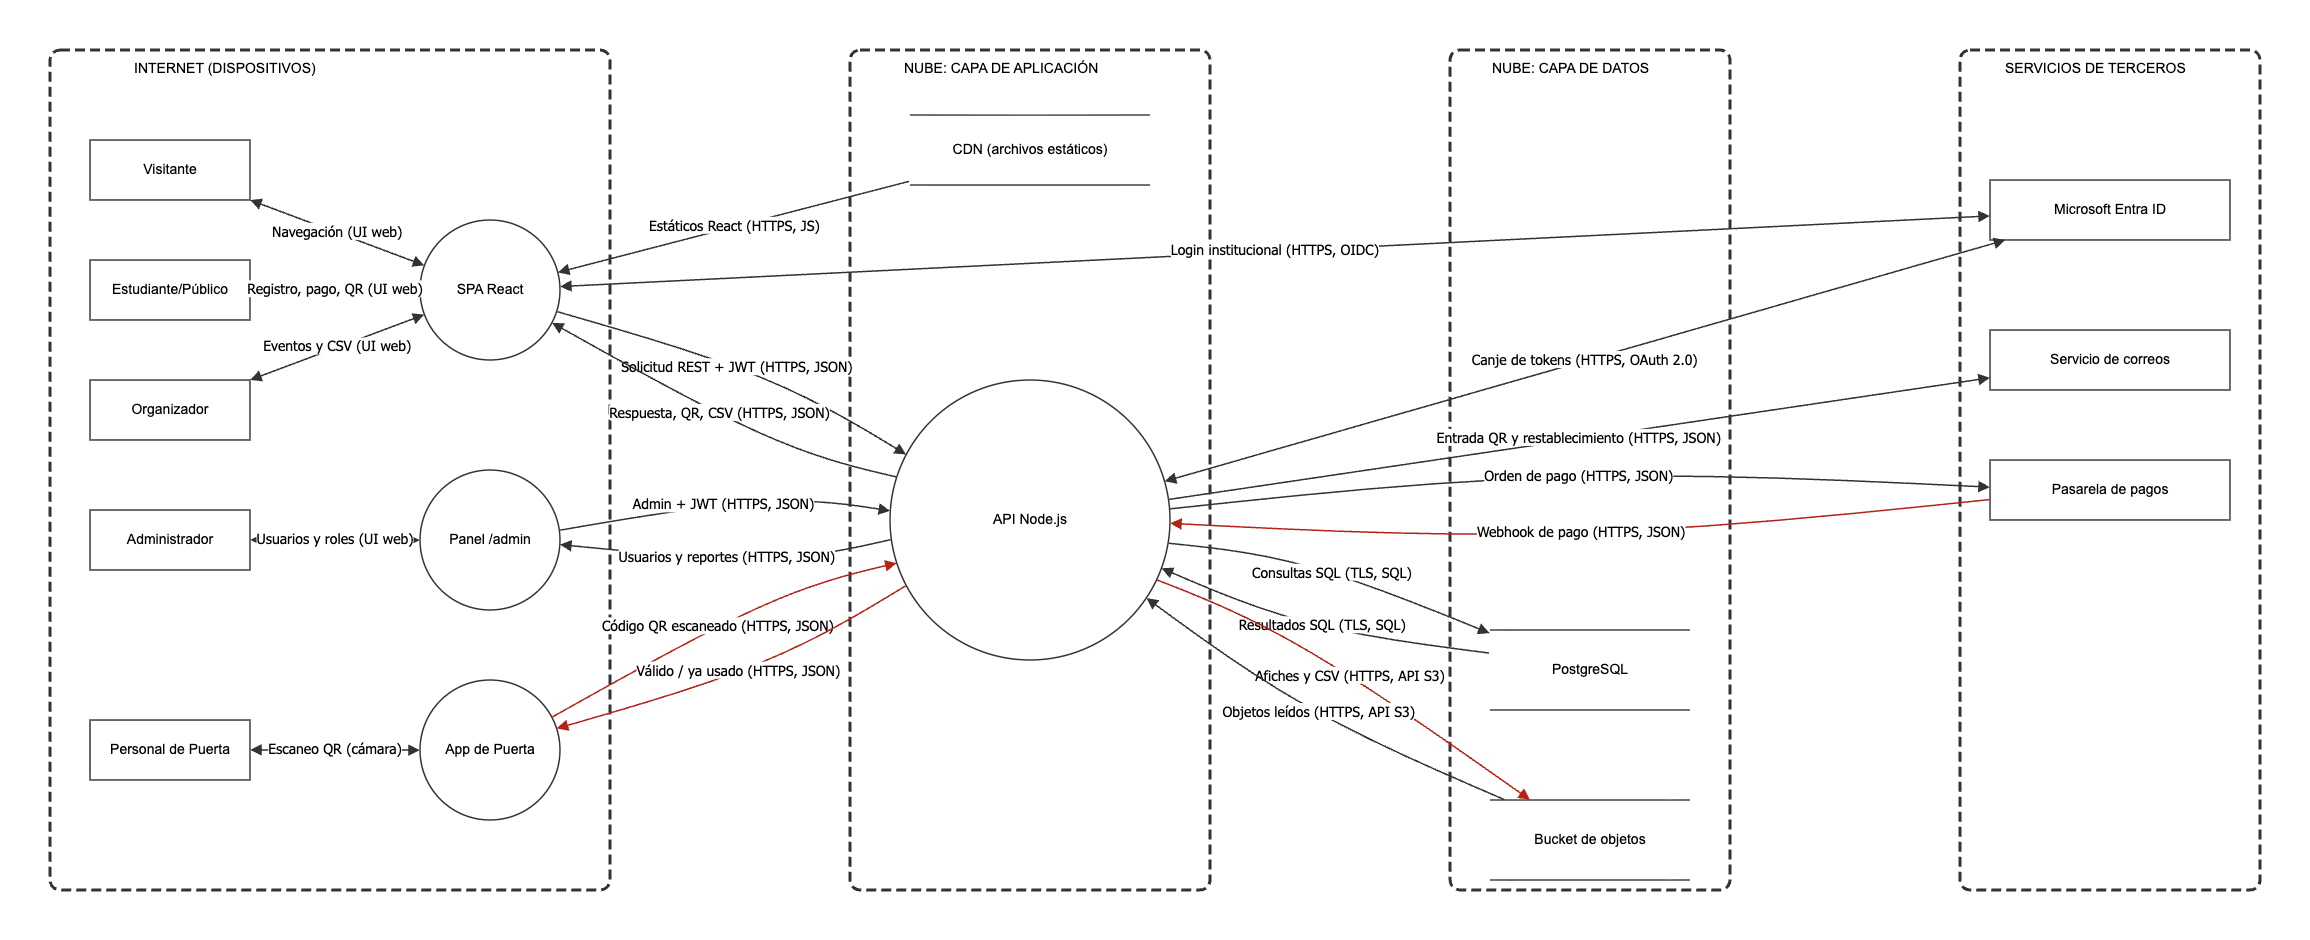 INTERNET (DISPOSITIVOS)
NUBE: CAPA DE APLICACIÓN
NUBE: CAPA DE DATOS
SERVICIOS DE TERCEROS
CDN (archivos estáticos)
Visitante
Microsoft Entra ID
Estáticos React (HTTPS, JS)
Navegación (UI web)
Login institucional (HTTPS, OIDC)
Estudiante/Público
Registro, pago, QR (UI web)
SPA React
Eventos y CSV (UI web)
Canje de tokens (HTTPS, OAuth 2.0)
Servicio de correos
Solicitud REST + JWT (HTTPS, JSON)
Organizador
Respuesta, QR, CSV (HTTPS, JSON)
Entrada QR y restablecimiento (HTTPS, JSON)
Orden de pago (HTTPS, JSON)
Pasarela de pagos
Admin + JWT (HTTPS, JSON)
API Node.js
Webhook de pago (HTTPS, JSON)
Administrador
Usuarios y roles (UI web)
Panel /admin
Usuarios y reportes (HTTPS, JSON)
Consultas SQL (TLS, SQL)
Código QR escaneado (HTTPS, JSON)
Resultados SQL (TLS, SQL)
Válido / ya usado (HTTPS, JSON)
PostgreSQL
Afiches y CSV (HTTPS, API S3)
Objetos leídos (HTTPS, API S3)
Personal de Puerta
Escaneo QR (cámara)
App de Puerta
Bucket de objetos